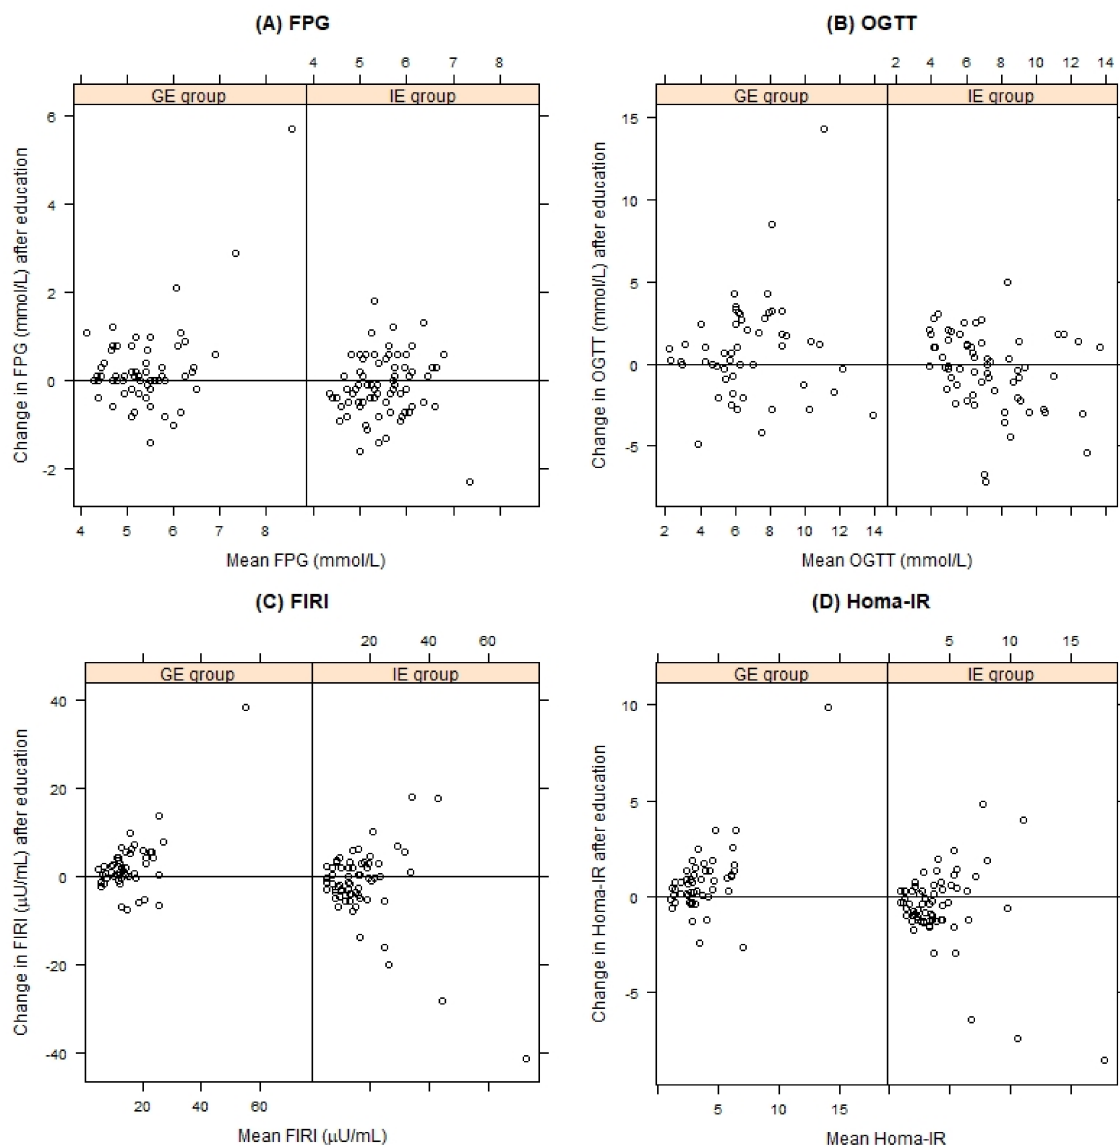 (A) FPG
4 5 6 7 8
GE group IE group
6
4
2
0
-2
Change in FPG (mmol/L) after education
4 5 6 7 8
Mean FPG (mmol/L)
(B) OGTT
2 4 6 8 10 12 14
GE group IE group
15
10
5
0
-5
Change in OGTT (mmol/L) after education
2 4 6 8 10 12 14
Mean OGTT (mmol/L)
(C) FIRI
20 40 60
GE group IE group
40
20
0
-20
-40
Change in FIRI (μU/mL) after education
20 40 60
Mean FIRI (μU/mL)
(D) Homa-IR
5 10 15
GE group IE group
10
5
0
-5
Change in Homa-IR after education
5 10 15
Mean Homa-IR